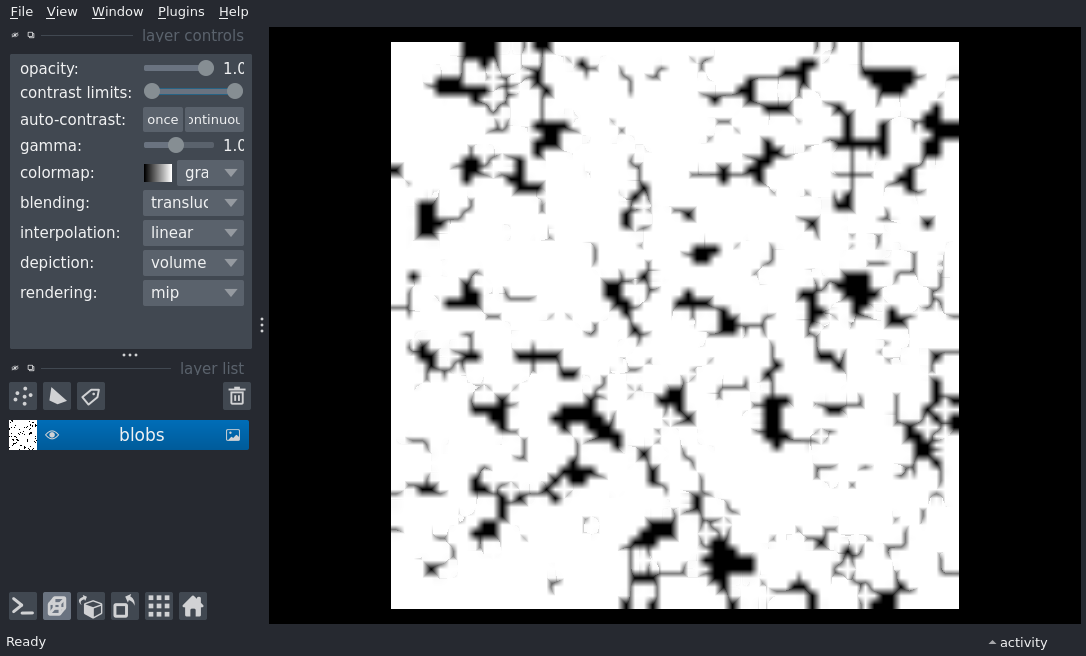 File View Window Plugins Help
layer controls
opacity: 1.0
contrast limits:
auto-contrast: once ontinuou
gamma: 1.0
colormap: gra
blending: transluc
interpolation: linear
depiction: volume
rendering: mip
layer list
blobs
Ready
activity